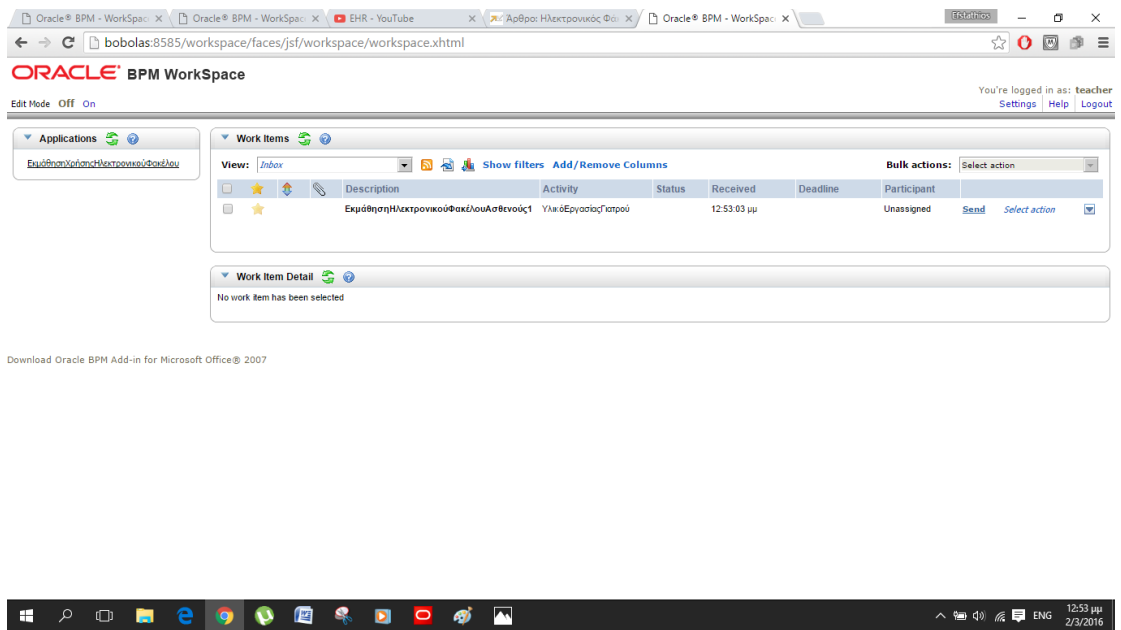 Oracle® BPM - WorkSpac
Oracle® BPM - WorkSpac
EHR - YouTube
Άρθρο: Ηλεκτρονικός Φάκ
Oracle® BPM - WorkSpac
Efstathios
bobolas:8585/workspace/faces/jsf/workspace/workspace.xhtml
ORACLE® BPM WorkSpace
You're logged in as: teacher
Edit Mode Off On
Settings Help Logout
Applications
ΕκμάθησηΧρήσηςΗλεκτρονικούΦακέλου
Work Items
View: Inbox Show filters Add/Remove Columns Bulk actions: Select action
Description Activity Status Received Deadline Participant
ΕκμάθησηΗλεκτρονικούΦακέλουΑσθενούς1 ΥλικόΕργασίαςΓιατρού 12:53:03 μμ Unassigned Send Select action
Work Item Detail
No work item has been selected
Download Oracle BPM Add-in for Microsoft Office® 2007
ENG
12:53 μμ
2/3/2016